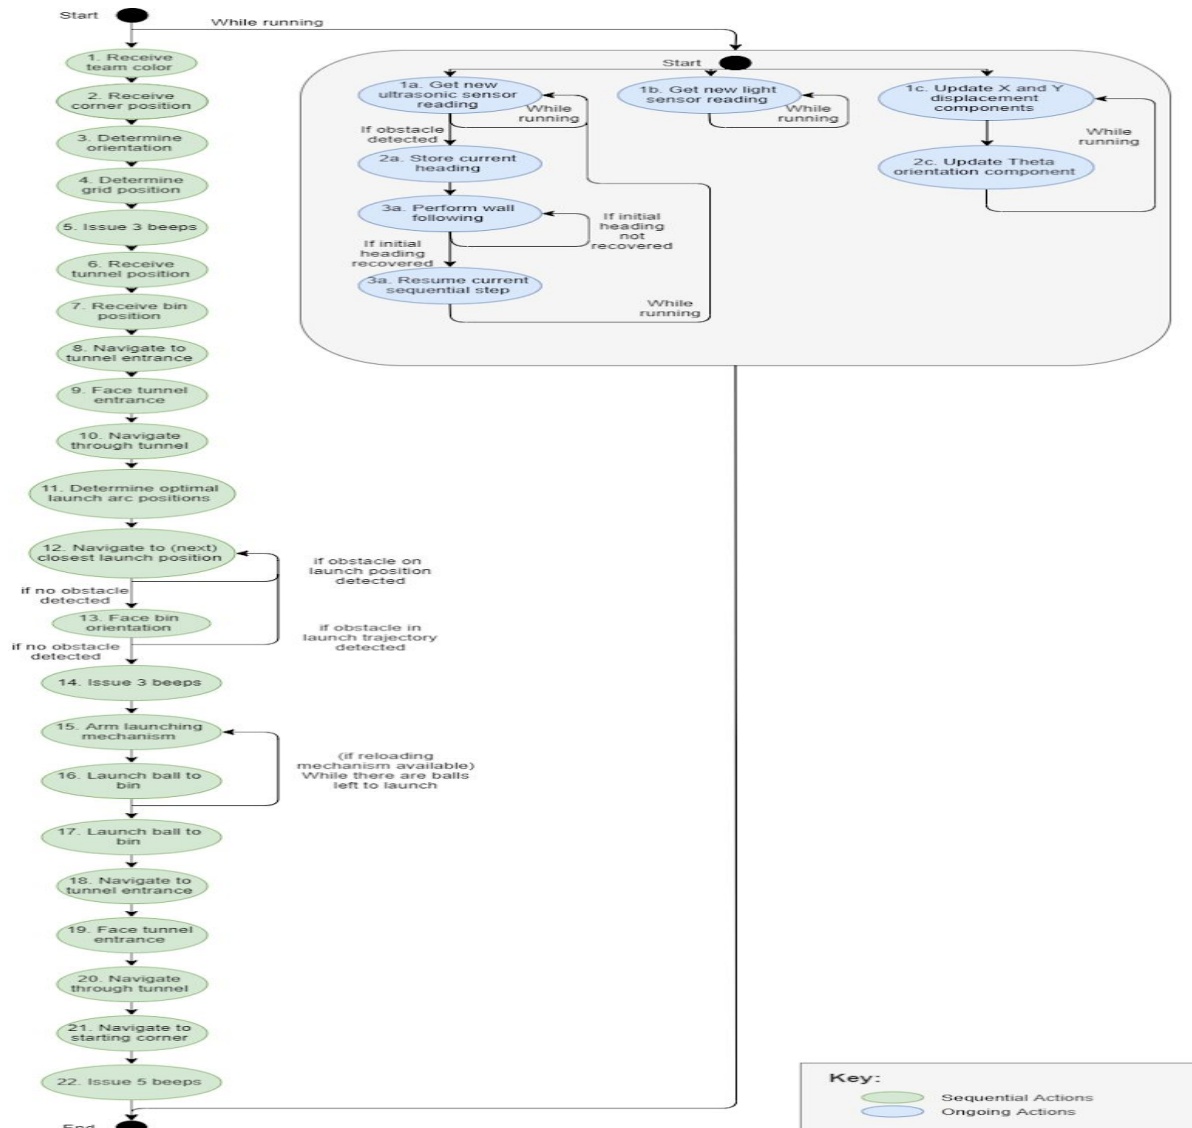 Start
While running
1. Receive
team color
2. Receive
corner position
3. Determine
orientation
4. Determine
grid position
5. Issue 3 beeps
6. Receive
tunnel position
7. Receive bin
position
8. Navigate to
tunnel entrance
9. Face tunnel
entrance
10. Navigate
through tunnel
11. Determine optimal
launch arc positions
12. Navigate to (next)
closest launch position
if obstacle on
launch position
detected
if no obstacle
detected
13. Face bin
orientation
if obstacle in
launch trajectory
detected
if no obstacle
detected
14. Issue 3 beeps
15. Arm launching
mechanism
(if reloading
mechanism available)
While there are balls
left to launch
16. Launch ball to
bin
17. Launch ball to
bin
18. Navigate to
tunnel entrance
19. Face tunnel
entrance
20. Navigate
through tunnel
21. Navigate to
starting corner
22. Issue 5 beeps
End
Start
1a. Get new
ultrasonic sensor
reading
While
running
If obstacle
detected
2a. Store current
heading
3a. Perform wall
following
If initial
heading
not
recovered
If initial
heading
recovered
3a. Resume current
sequential step
While
running
1b. Get new light
sensor reading
While
running
1c. Update X and Y
displacement
components
While
running
2c. Update Theta
orientation component
Key:
Sequential Actions
Ongoing Actions